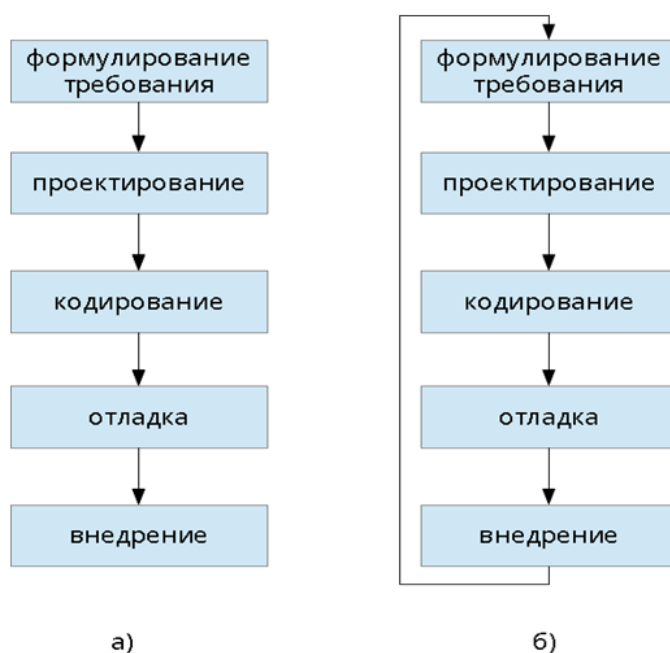 формулирование
требования
проектирование
кодирование
отладка
внедрение
а)
формулирование
требования
проектирование
кодирование
отладка
внедрение
б)